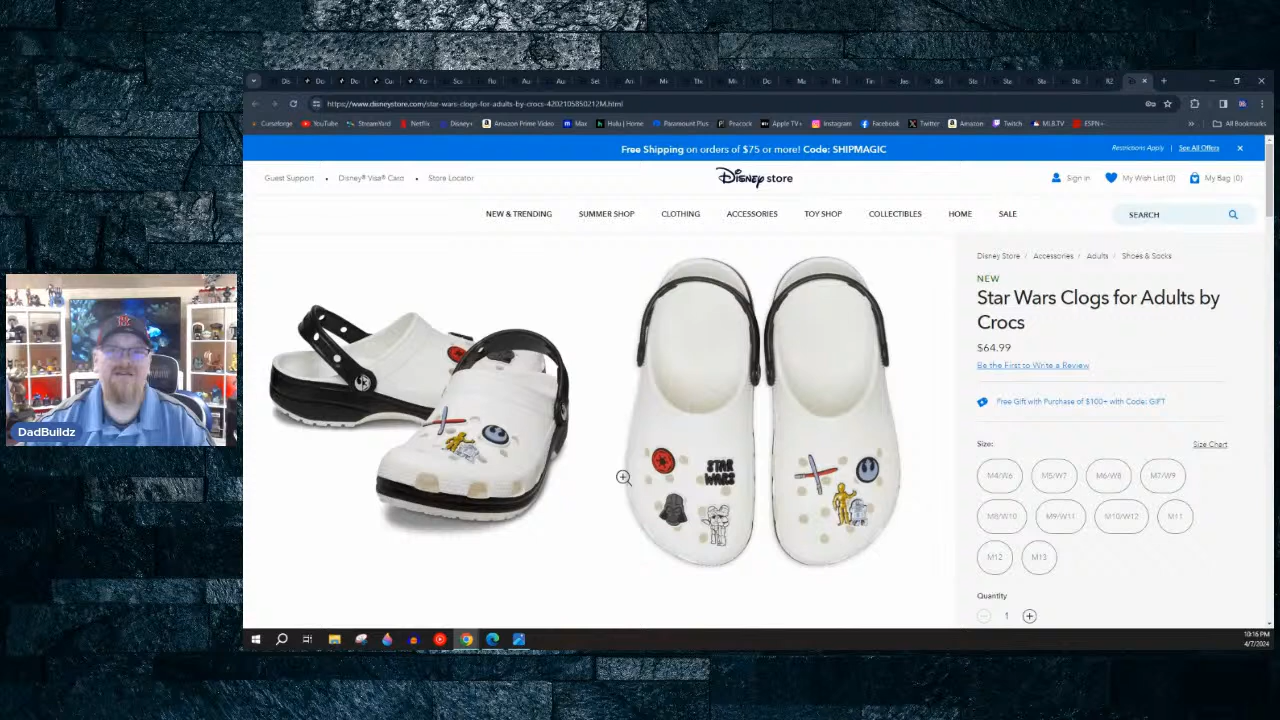 https://www.disneystore.com/star-wars-clogs-for-adults-by-crocs-4202105850212M.html
Curseforge YouTube StreamYard Netflix Disney+ Amazon Prime Video Max Hulu | Home Paramount Plus Peacock Apple TV+ Instagram Facebook Twitter Amazon Twitch MLB.TV ESPN+ All Bookmarks
Free Shipping on orders of $75 or more! Code: SHIPMAGIC
Restrictions Apply | See All Offers
Guest Support • Disney® Visa® Card • Store Locator
Disney store
Sign in
My Wish List (0)
My Bag (0)
NEW & TRENDING SUMMER SHOP CLOTHING ACCESSORIES TOY SHOP COLLECTIBLES HOME SALE
SEARCH
Disney Store / Accessories / Adults / Shoes & Socks
NEW
Star Wars Clogs for Adults by
Crocs
$64.99
Be the First to Write a Review
Free Gift with Purchase of $100+ with Code: GIFT
Size:
Size Chart
M4/W6 M5/W7 M6/W8 M7/W9
M8/W10 M9/W11 M10/W12 M11
M12 M13
Quantity
1
STAR
WARS
DadBuildz
10:16 PM
4/7/2024